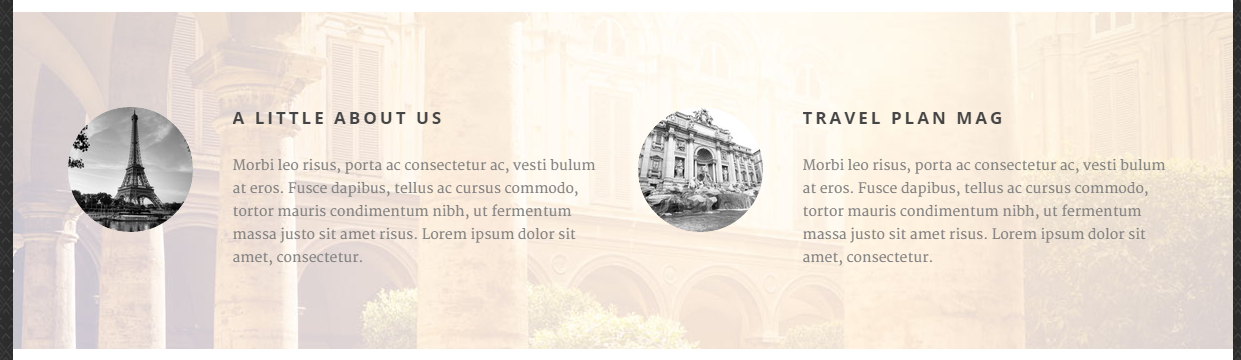 A LITTLE ABOUT US
Morbi leo risus, porta ac consectetur ac, vesti bulum
at eros. Fusce dapibus, tellus ac cursus commodo,
tortor mauris condimentum nibh, ut fermentum
massa justo sit amet risus. Lorem ipsum dolor sit
amet, consectetur.
TRAVEL PLAN MAG
Morbi leo risus, porta ac consectetur ac, vesti bulum
at eros. Fusce dapibus, tellus ac cursus commodo,
tortor mauris condimentum nibh, ut fermentum
massa justo sit amet risus. Lorem ipsum dolor sit
amet, consectetur.